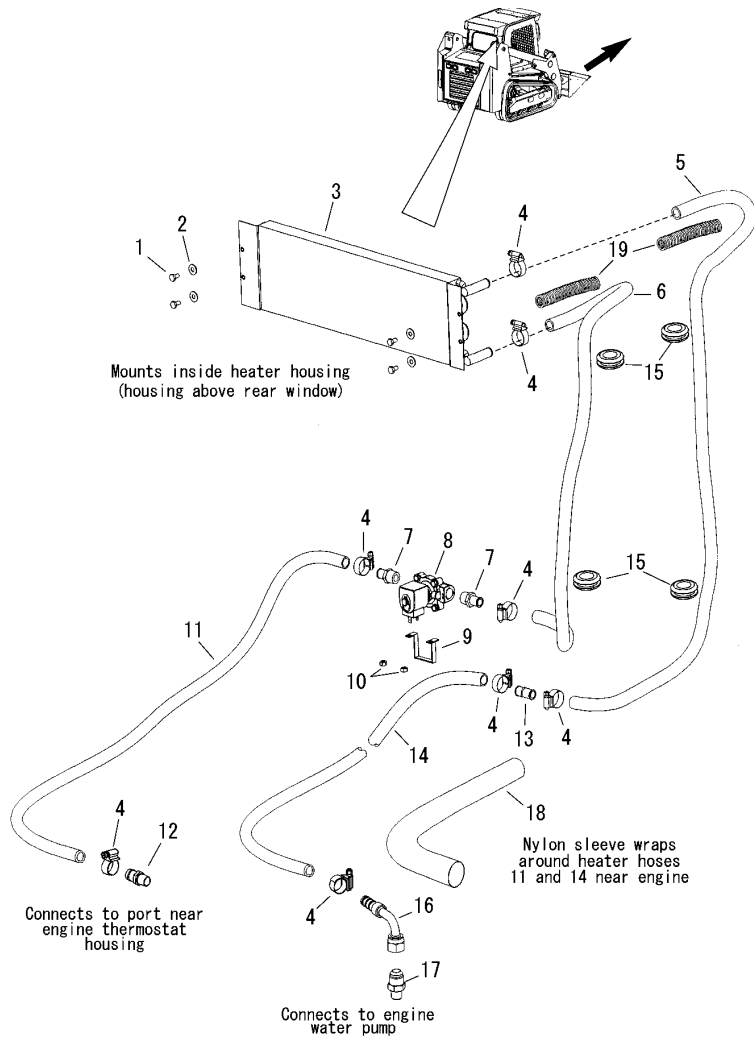 5
3
4
2
19
1
6
Mounts inside heater housing
(housing above rear window)
4
15
4
7
8
7
4
15
11
9
10
4
13
4
14
18
4
12
Nylon sleeve wraps
around heater hoses
11 and 14 near engine
4
16
Connects to port near
engine thermostat
housing
17
Connects to engine
water pump